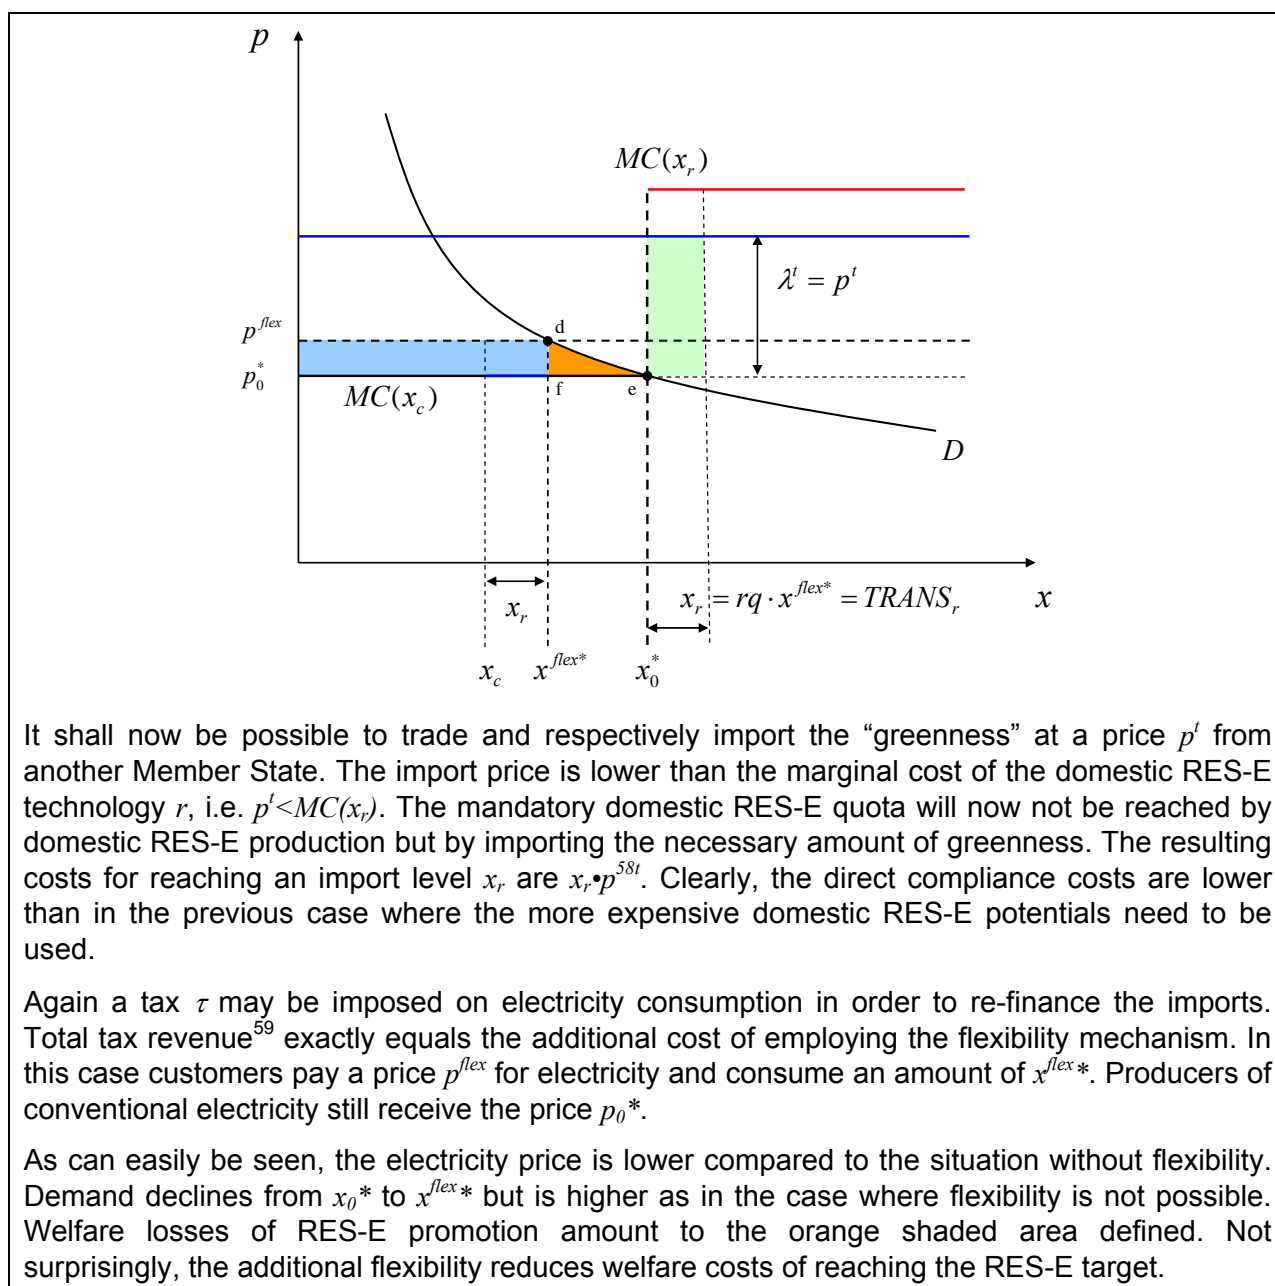 p
MC(x_r)
λ^t = p^t
p^flex
d
p_0^*
MC(x_c)
f
e
D
x_r
x_r = rq · x^flex* = TRANS_r
x
x_c
x^flex*
x_0^*
It shall now be possible to trade and respectively import the “greenness” at a price p^t from
another Member State. The import price is lower than the marginal cost of the domestic RES-E
technology r, i.e. p^t<MC(x_r). The mandatory domestic RES-E quota will now not be reached by
domestic RES-E production but by importing the necessary amount of greenness. The resulting
costs for reaching an import level x_r are x_r•p^58t. Clearly, the direct compliance costs are lower
than in the previous case where the more expensive domestic RES-E potentials need to be
used.
Again a tax τ may be imposed on electricity consumption in order to re-finance the imports.
Total tax revenue^59 exactly equals the additional cost of employing the flexibility mechanism. In
this case customers pay a price p^flex for electricity and consume an amount of x^flex*. Producers of
conventional electricity still receive the price p_0*.
As can easily be seen, the electricity price is lower compared to the situation without flexibility.
Demand declines from x_0* to x^flex* but is higher as in the case where flexibility is not possible.
Welfare losses of RES-E promotion amount to the orange shaded area defined. Not
surprisingly, the additional flexibility reduces welfare costs of reaching the RES-E target.